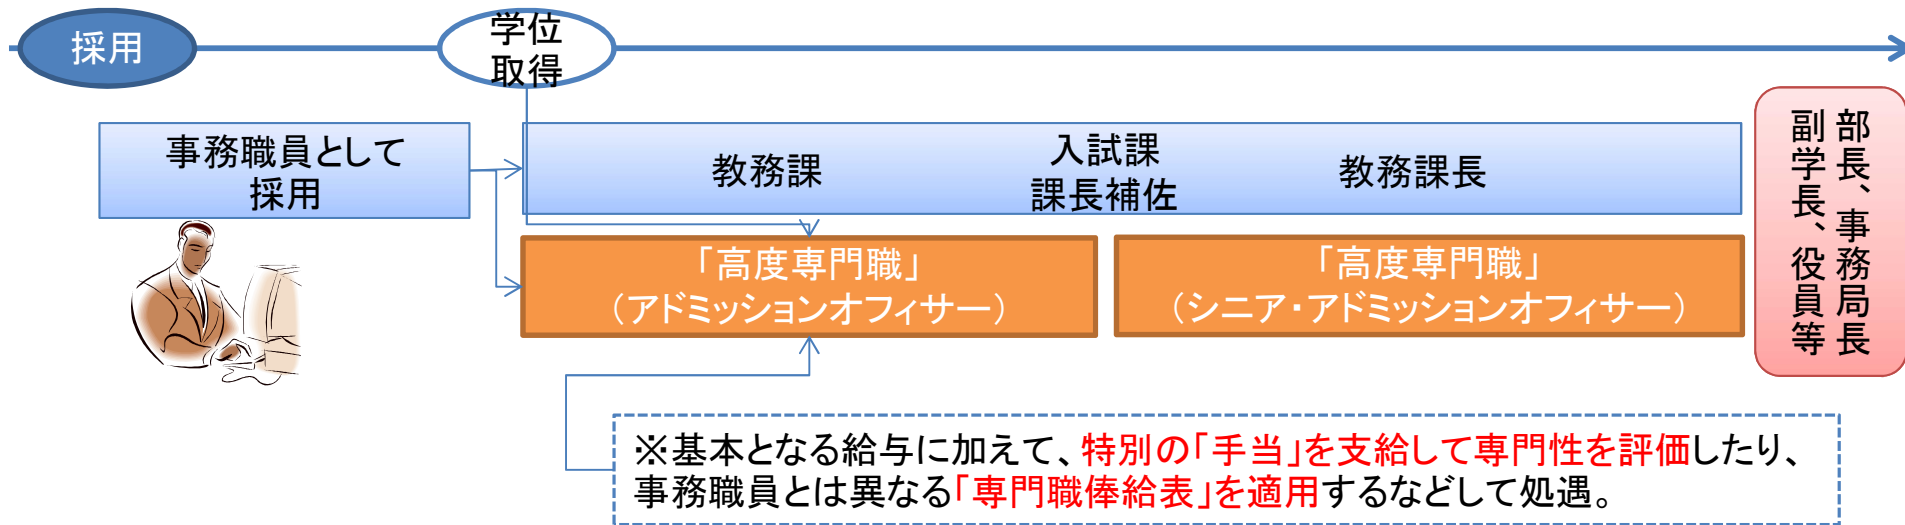 採用
学位
取得
事務職員として
採用
教務課
入試課
課長補佐
教務課長
「高度専門職」
（アドミッションオフィサー）
「高度専門職」
（シニア・アドミッションオフィサー）
部長、事務局長
副学長、役員等
※基本となる給与に加えて、特別の「手当」を支給して専門性を評価したり、
事務職員とは異なる「専門職俸給表」を適用するなどして処遇。